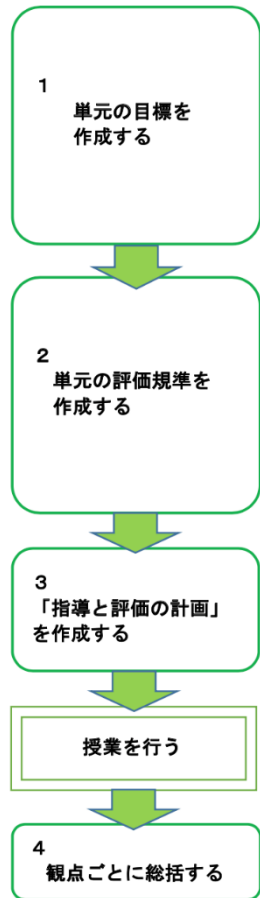 1
単元の目標を
作成する
2
単元の評価規準を
作成する
3
「指導と評価の計画」
を作成する
授業を行う
4
観点ごとに総括する